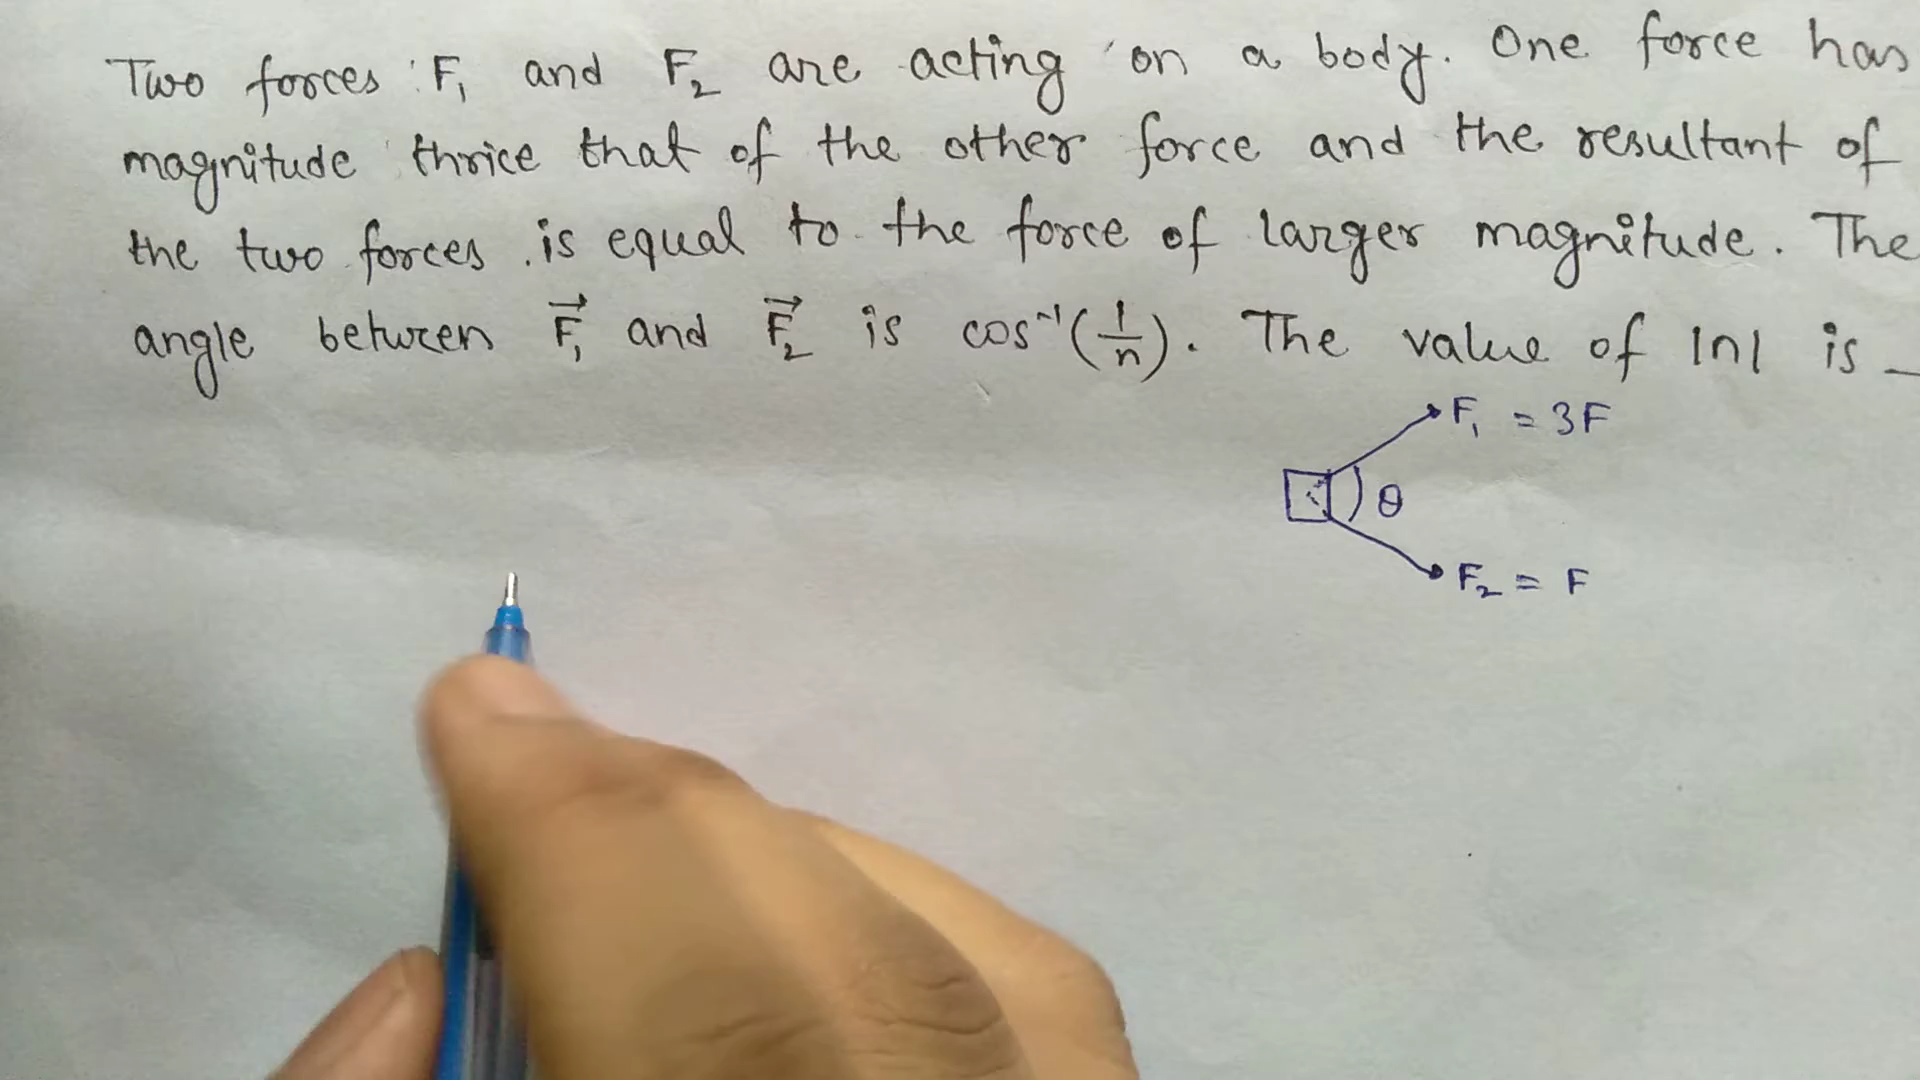 Two forces F₁ and F₂ are acting on a body. One force has
magnitude thrice that of the other force and the resultant of
the two forces is equal to the force of larger magnitude. The
angle between F₁⃗ and F₂⃗ is cos⁻¹(1/n). The value of |n| is _
F₁ = 3F
θ
F₂ = F